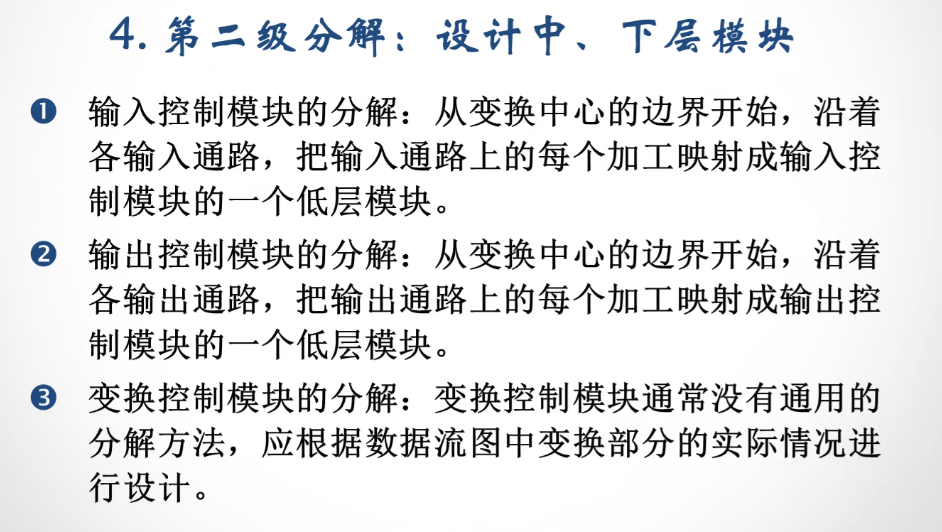 4. 第二级分解：设计中、下层模块
❶ 输入控制模块的分解：从变换中心的边界开始，沿着
各输入通路，把输入通路上的每个加工映射成输入控
制模块的一个低层模块。
❷ 输出控制模块的分解：从变换中心的边界开始，沿着
各输出通路，把输出通路上的每个加工映射成输出控
制模块的一个低层模块。
❸ 变换控制模块的分解：变换控制模块通常没有通用的
分解方法，应根据数据流图中变换部分的实际情况进
行设计。